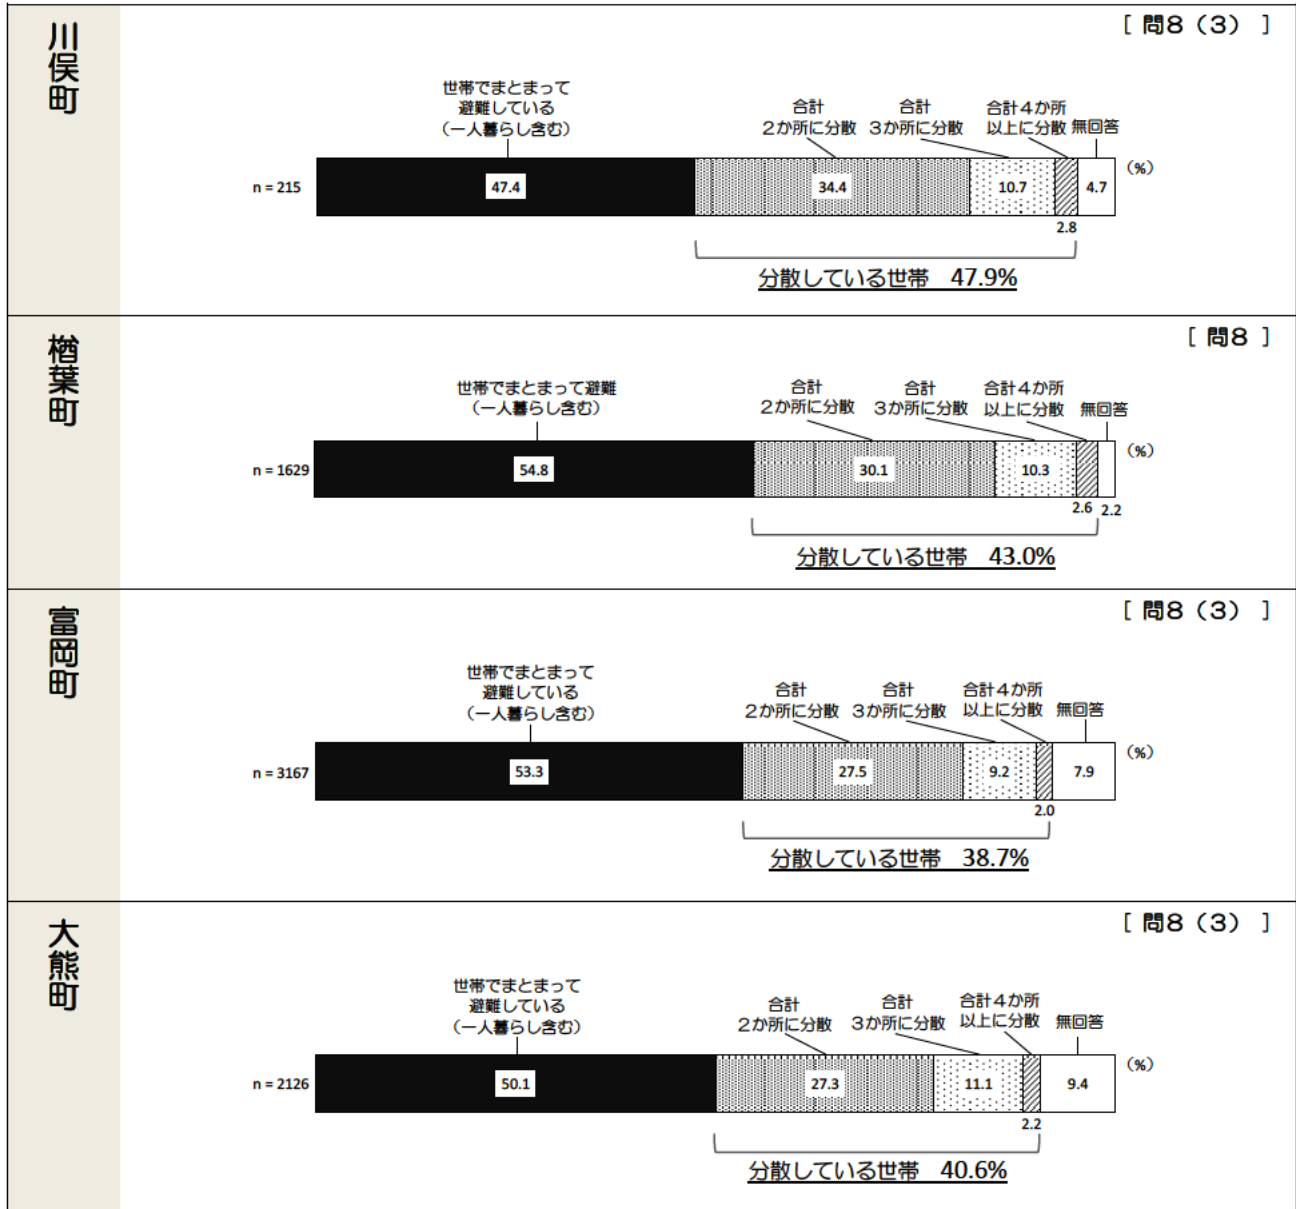 川俣町
[ 問8（3） ]
世帯でまとまって
避難している
（一人暮らし含む）
合計
2か所に分散
合計
3か所に分散
合計4か所
以上に分散
無回答
(%)
n = 215
47.4
34.4
10.7
4.7
2.8
分散している世帯 47.9%
楢葉町
[ 問8 ]
世帯でまとまって避難
（一人暮らし含む）
合計
2か所に分散
合計
3か所に分散
合計4か所
以上に分散
無回答
(%)
n = 1629
54.8
30.1
10.3
2.6
2.2
分散している世帯 43.0%
富岡町
[ 問8（3） ]
世帯でまとまって
避難している
（一人暮らし含む）
合計
2か所に分散
合計
3か所に分散
合計4か所
以上に分散
無回答
(%)
n = 3167
53.3
27.5
9.2
7.9
2.0
分散している世帯 38.7%
大熊町
[ 問8（3） ]
世帯でまとまって
避難している
（一人暮らし含む）
合計
2か所に分散
合計
3か所に分散
合計4か所
以上に分散
無回答
(%)
n = 2126
50.1
27.3
11.1
9.4
2.2
分散している世帯 40.6%